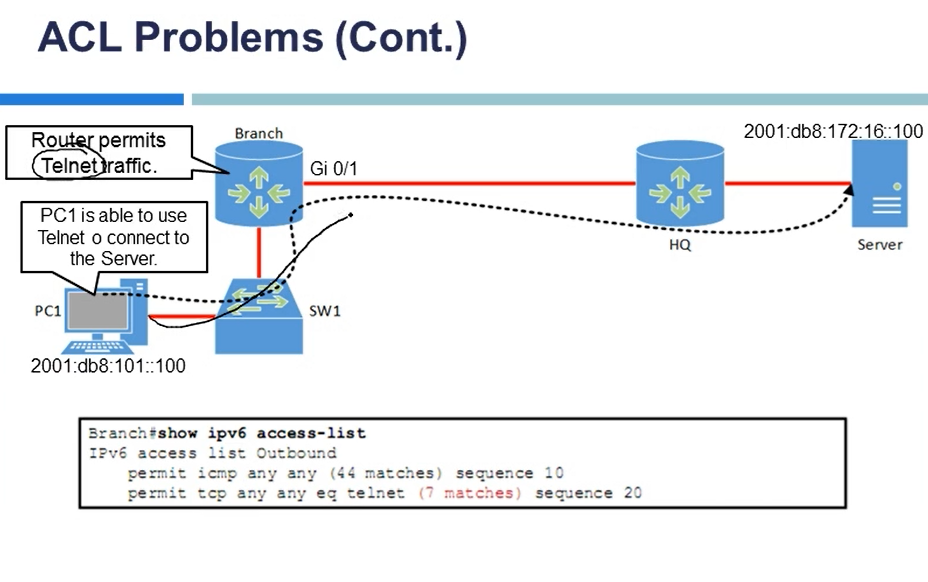 ACL Problems (Cont.)
Router permits
Telnet traffic.
Branch
Gi 0/1
2001:db8:172:16::100
PC1 is able to use
Telnet o connect to
the Server.
HQ
Server
PC1
SW1
2001:db8:101::100
Branch#show ipv6 access-list
IPv6 access list Outbound
permit icmp any any (44 matches) sequence 10
permit tcp any any eq telnet (7 matches) sequence 20